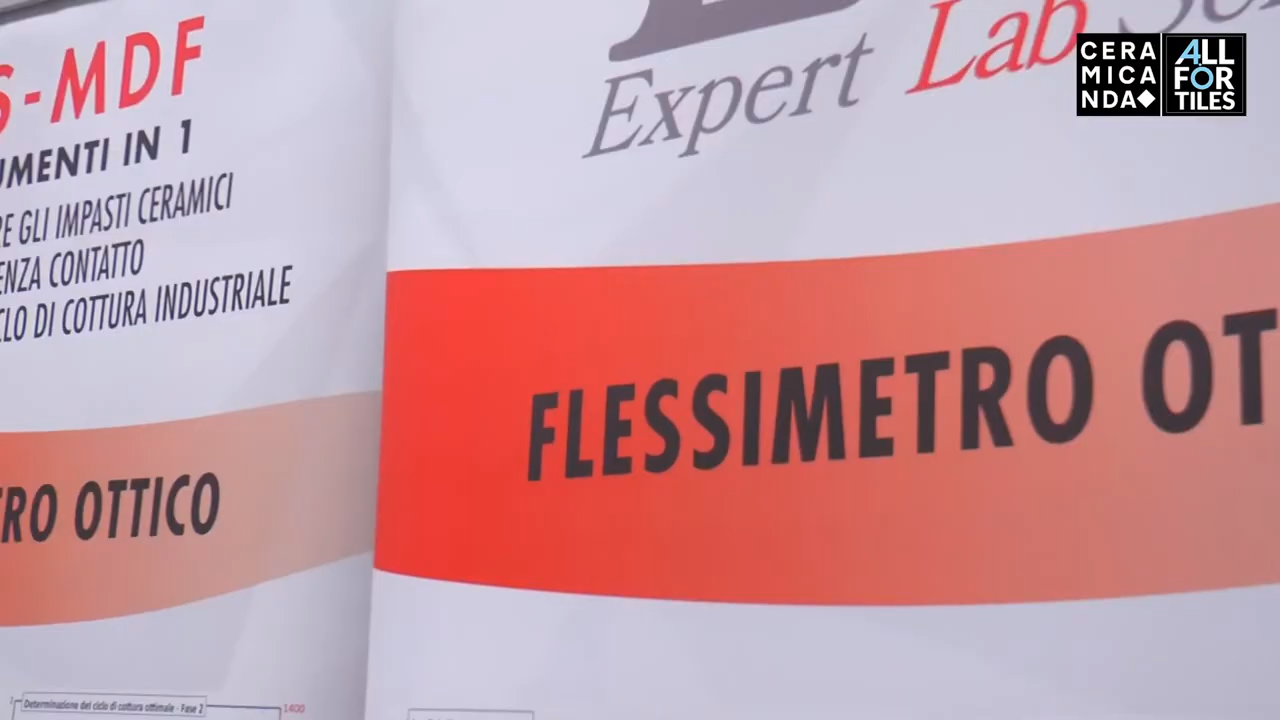 S-MDF
UMENTI IN 1
RE GLI IMPASTI CERAMICI
ENZA CONTATTO
CLO DI COTTURA INDUSTRIALE
RO OTTICO
Determinazione del ciclo di cottura ottimale - Fase 2
1400
Expert Lab Ser
FLESSIMETRO OT
CERA
MICA
NDA
ALL
FOR
TILES